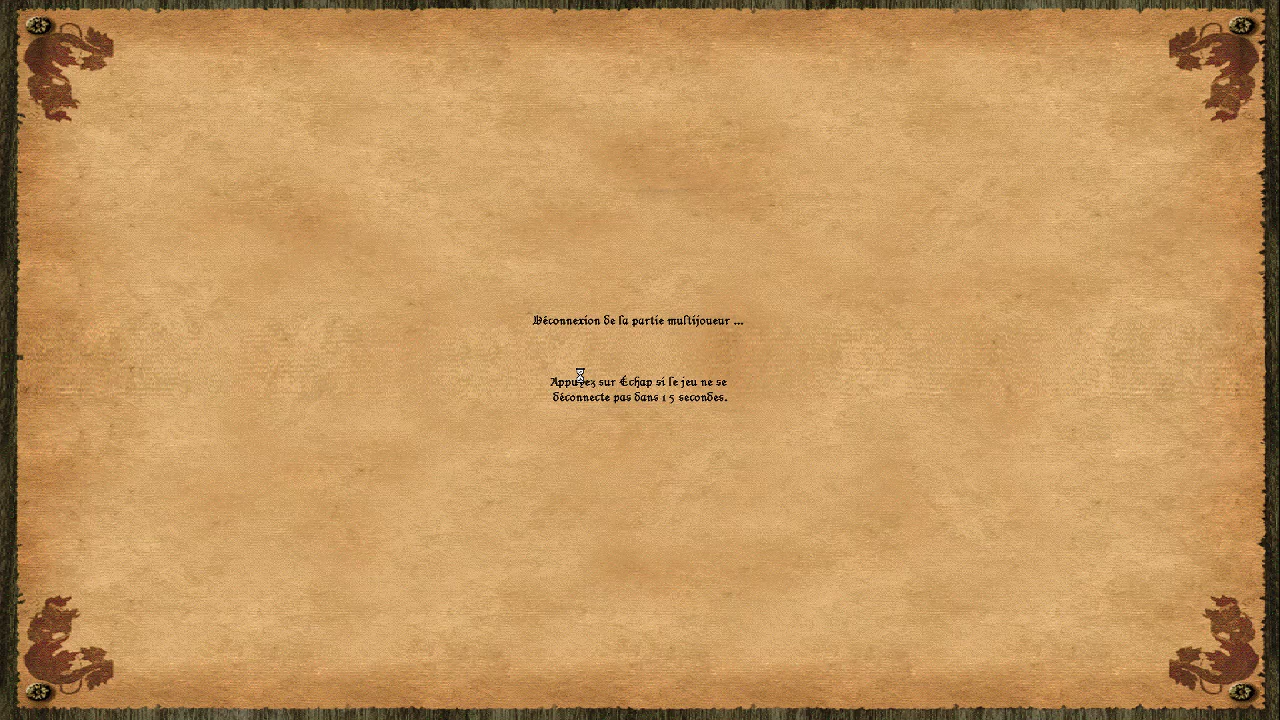 Déconnexion de la partie multijoueur ...
Appuyez sur Échap si le jeu ne se
déconnecte pas dans 15 secondes.